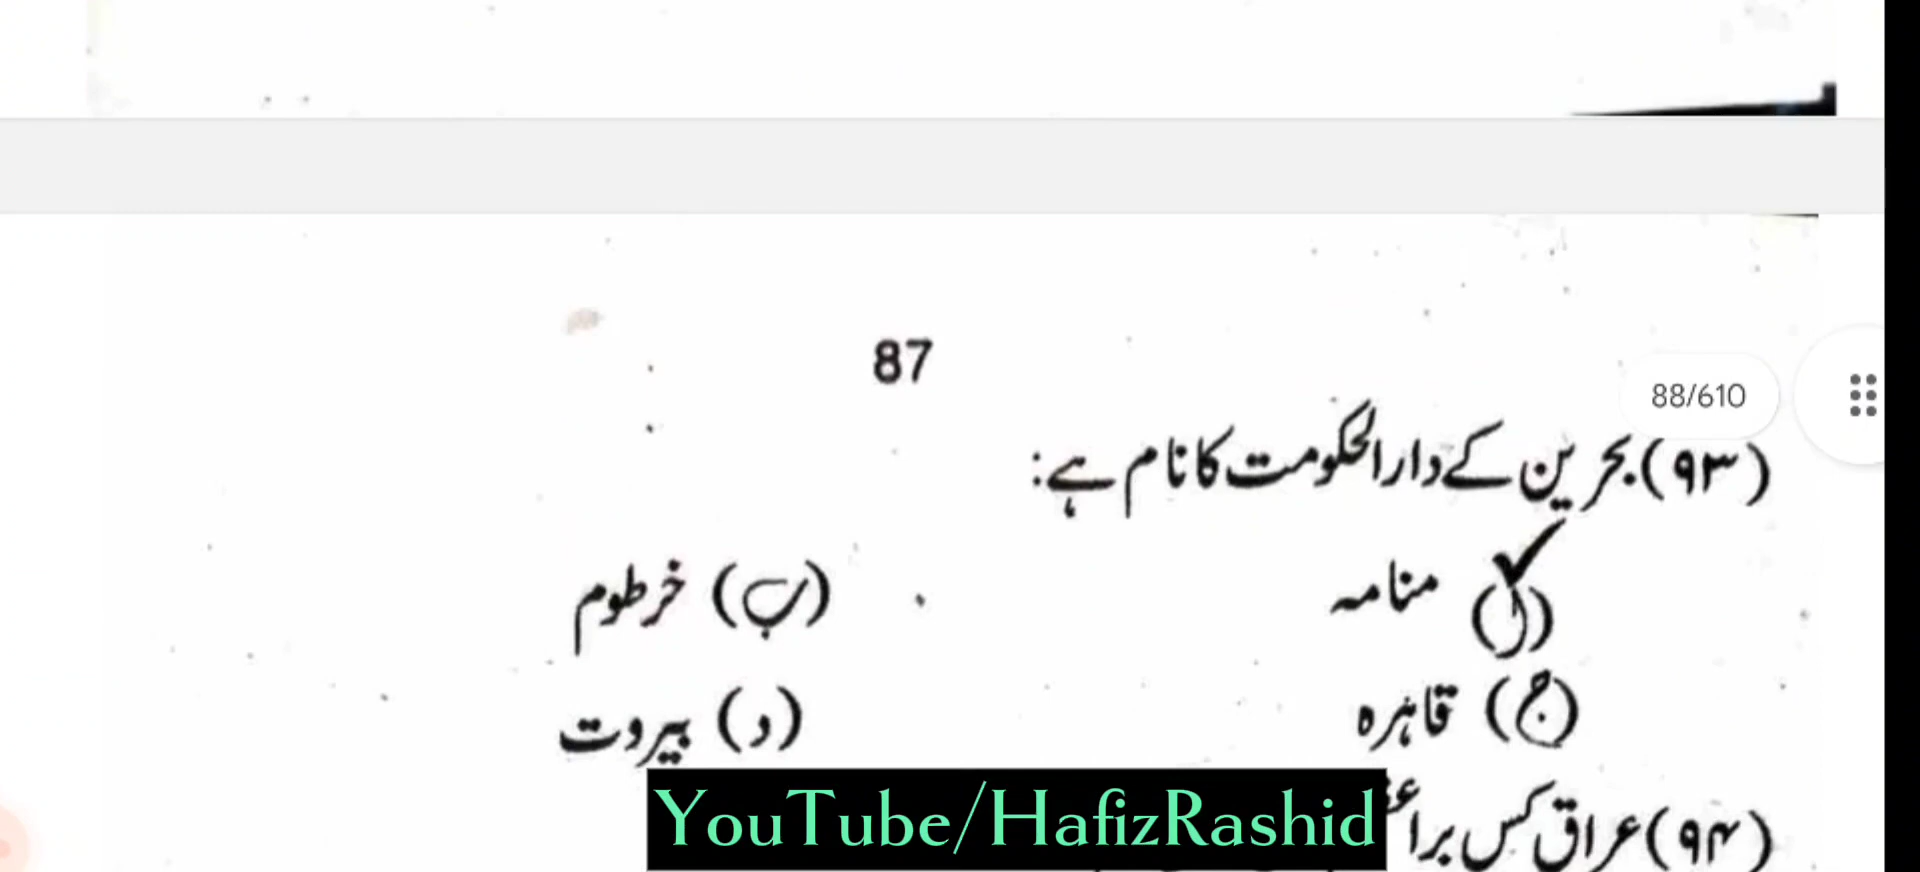 87
88/610
(۹۳) بحرین کے دارالحکومت کا نام ہے:
(ا) منامہ (ب) خرطوم
(ج) قاہرہ (د) بیروت
(۹۴) عراق کس
YouTube/HafizRashid